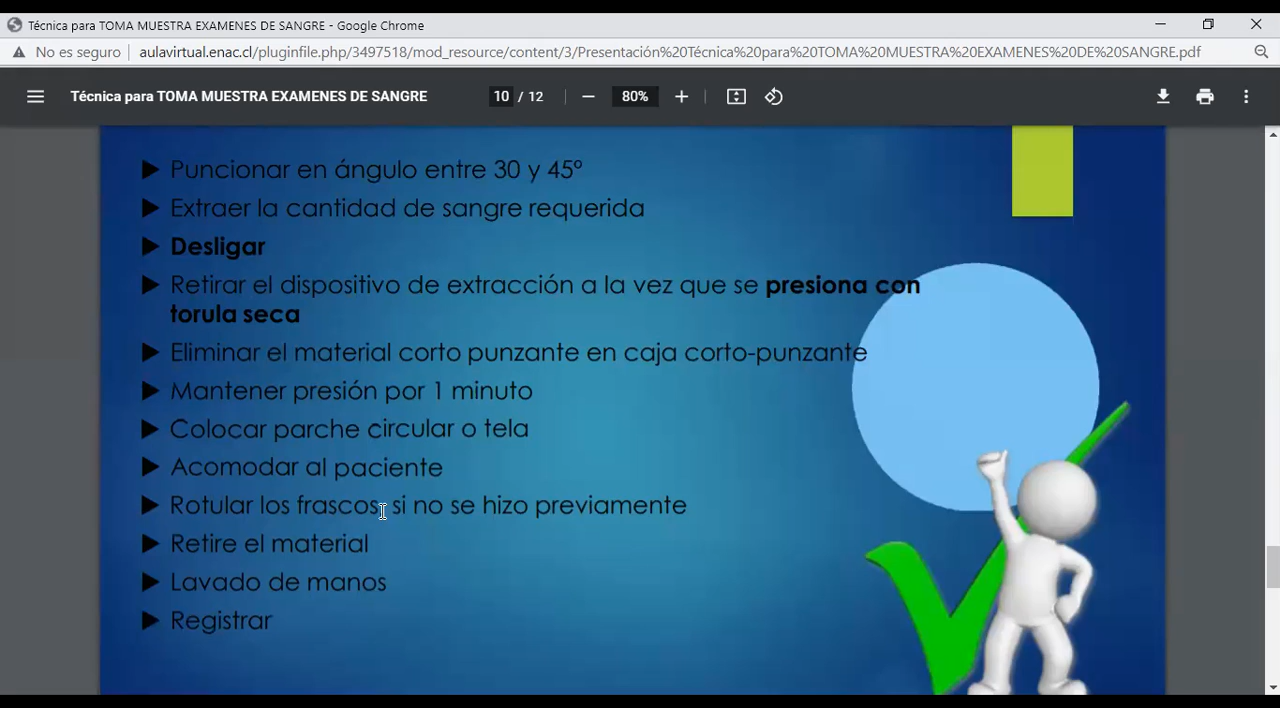 Técnica para TOMA MUESTRA EXAMENES DE SANGRE - Google Chrome
No es seguro | aulavirtual.enac.cl/pluginfile.php/3497518/mod_resource/content/3/Presentación%20Técnica%20para%20TOMA%20MUESTRA%20EXAMENES%20DE%20SANGRE.pdf
Técnica para TOMA MUESTRA EXAMENES DE SANGRE 10 / 12 80%
Puncionar en ángulo entre 30 y 45º
Extraer la cantidad de sangre requerida
Desligar
Retirar el dispositivo de extracción a la vez que se presiona con
torula seca
Eliminar el material corto punzante en caja corto-punzante
Mantener presión por 1 minuto
Colocar parche circular o tela
Acomodar al paciente
Rotular los frascos, si no se hizo previamente
Retire el material
Lavado de manos
Registrar